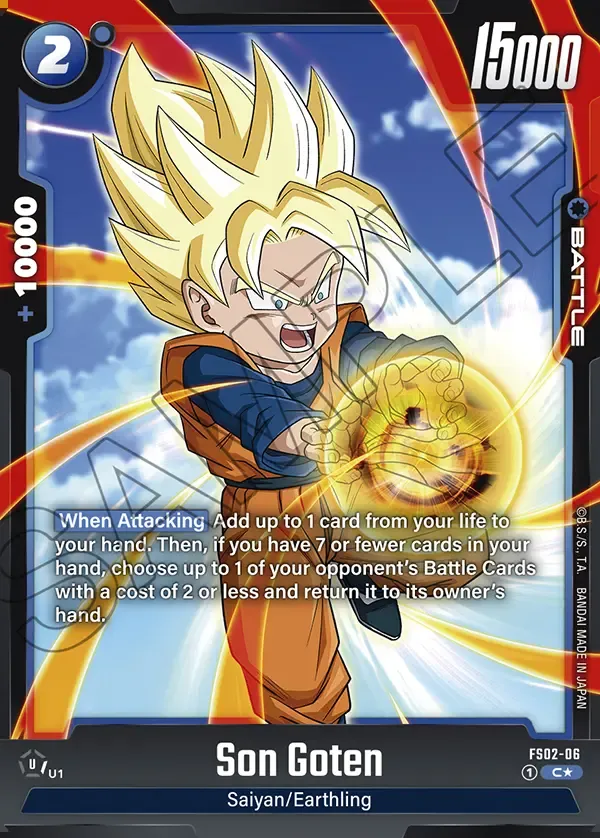 2
15000
+ 10000
BATTLE
SAMPLE
When Attacking Add up to 1 card from your life to
your hand. Then, if you have 7 or fewer cards in your
hand, choose up to 1 of your opponent's Battle Cards
with a cost of 2 or less and return it to its owner's
hand.
©B.S./S., T.A. BANDAI MADE IN JAPAN
U/U1
Son Goten
FS02-06
1 C★
Saiyan/Earthling